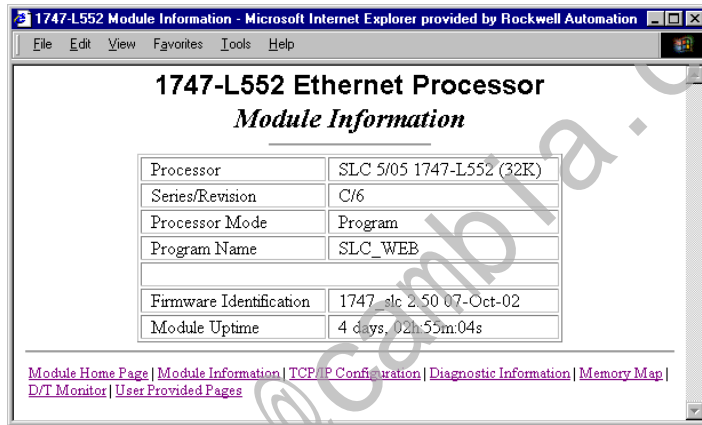 1747-L552 Module Information - Microsoft Internet Explorer provided by Rockwell Automation
File Edit View Favorites Tools Help
1747-L552 Ethernet Processor
Module Information
Processor SLC 5/05 1747-L552 (32K)
Series/Revision C/6
Processor Mode Program
Program Name SLC_WEB
Firmware Identification 1747_slc 2.50 07-Oct-02
Module Uptime 4 days, 02h:55m:04s
Module Home Page | Module Information | TCP/IP Configuration | Diagnostic Information | Memory Map |
D/T Monitor | User Provided Pages
@cambia.c